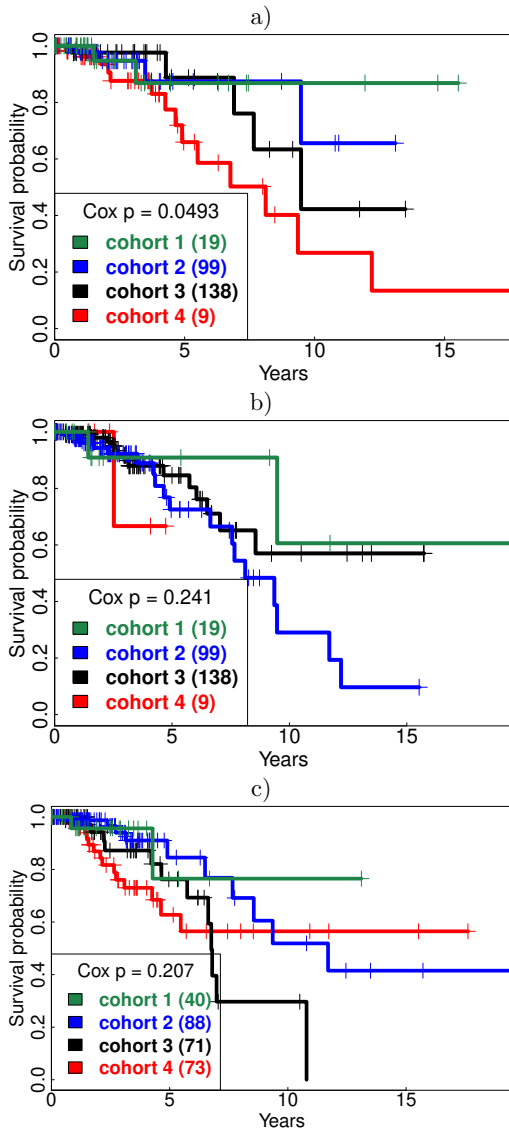 a)
Survival probability
1.0
0.8
0.6
0.4
0.2
0.0
Cox p = 0.0493
cohort 1 (19)
cohort 2 (99)
cohort 3 (138)
cohort 4 (9)
0 5 10 15
Years
b)
Survival probability
1.0
0.8
0.6
0.4
0.2
0.0
Cox p = 0.241
cohort 1 (19)
cohort 2 (99)
cohort 3 (138)
cohort 4 (9)
0 5 10 15
Years
c)
Survival probability
1.0
0.8
0.6
0.4
0.2
0.0
Cox p = 0.207
cohort 1 (40)
cohort 2 (88)
cohort 3 (71)
cohort 4 (73)
0 5 10 15
Years